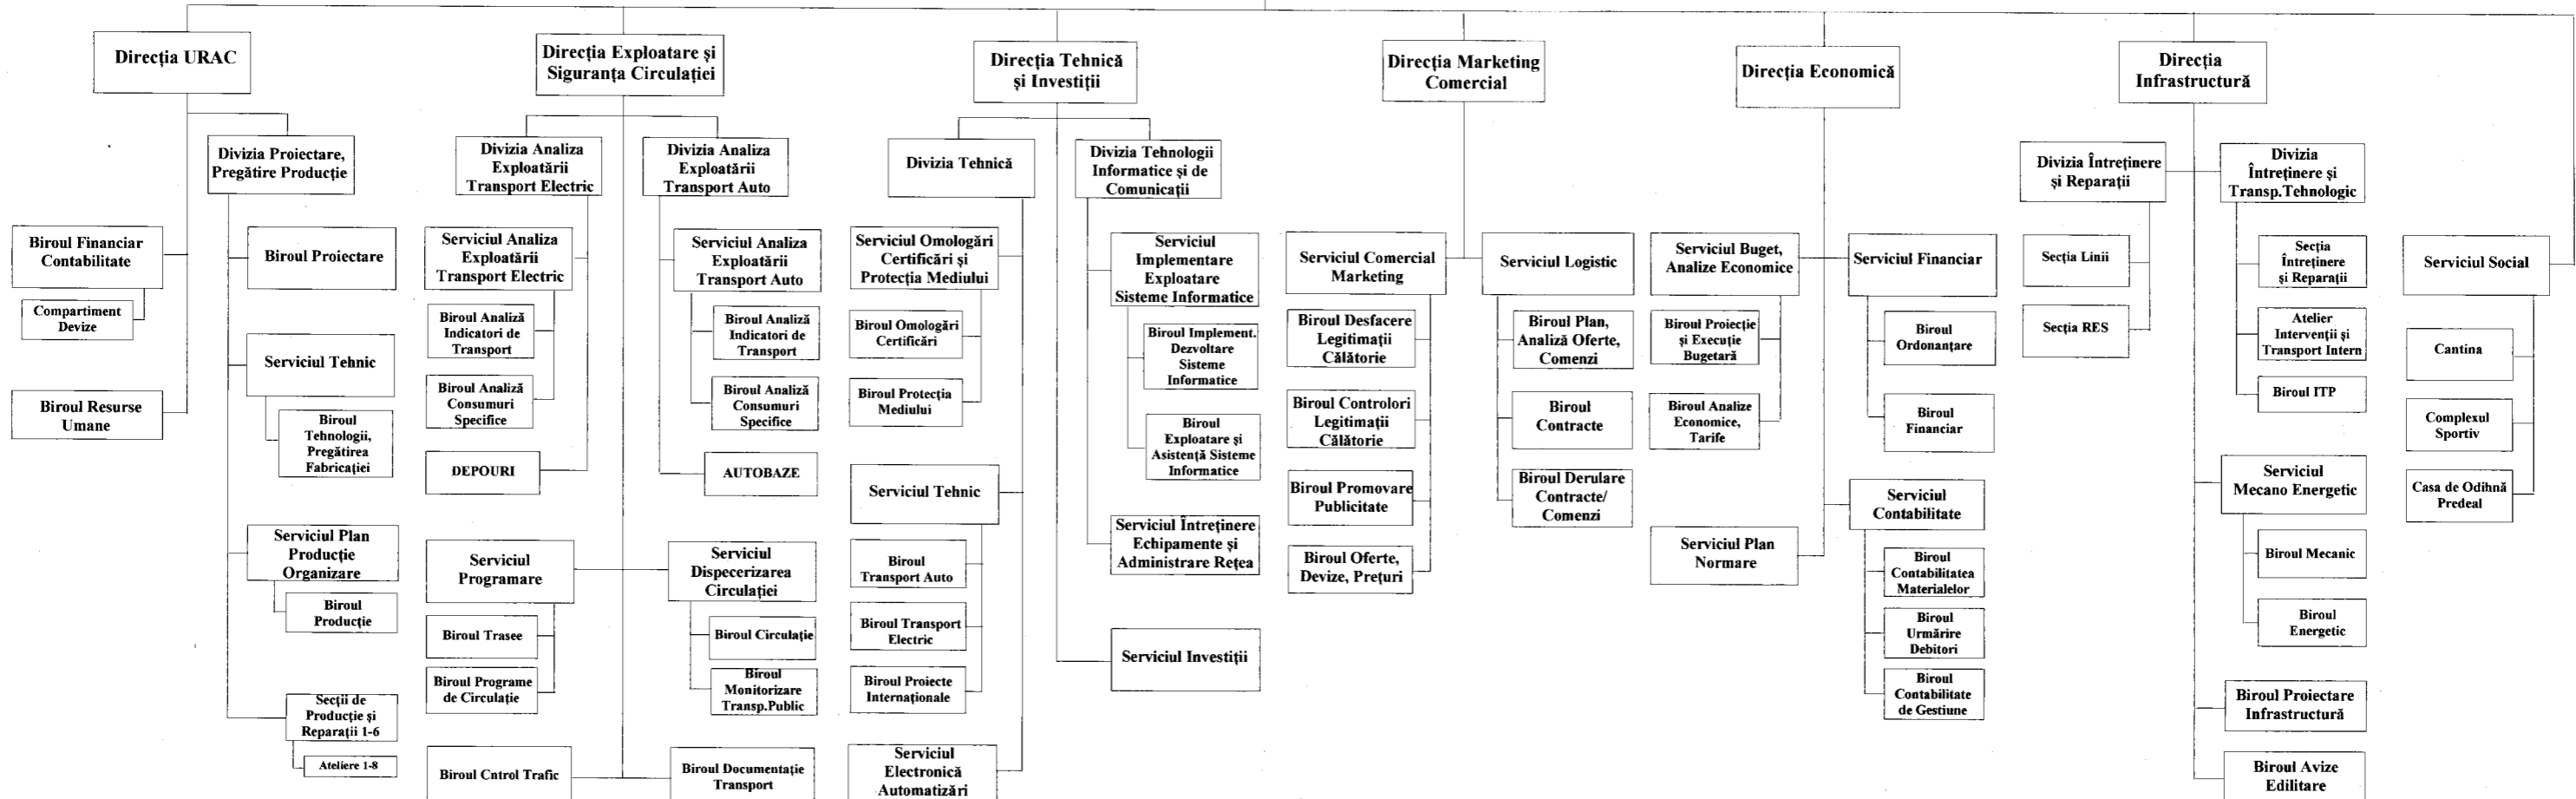 Direcția URAC
Direcția Exploatare și
Siguranța Circulației
Direcția Tehnică
și Investiții
Direcția Marketing
Comercial
Direcția Economică
Direcția
Infrastructură
Divizia Proiectare,
Pregătire Producție
Biroul Financiar
Contabilitate
Compartiment
Devize
Biroul Resurse
Umane
Biroul Proiectare
Serviciul Tehnic
Biroul
Tehnologii,
Pregătirea
Fabricației
Serviciul Plan
Producție
Organizare
Biroul
Producție
Secții de
Producție și
Reparații 1-6
Ateliere 1-8
Divizia Analiza
Exploatării
Transport Electric
Serviciul Analiza
Exploatării
Transport Electric
Biroul Analiză
Indicatori de
Transport
Biroul Analiză
Consumuri
Specifice
DEPOURI
Serviciul
Programare
Biroul Trasee
Biroul Programe
de Circulație
Biroul Cntrol Trafic
Divizia Analiza
Exploatării
Transport Auto
Serviciul Analiza
Exploatării
Transport Auto
Biroul Analiză
Indicatori de
Transport
Biroul Analiză
Consumuri
Specifice
AUTOBAZE
Serviciul
Dispecerizarea
Circulației
Biroul Circulație
Biroul
Monitorizare
Transp.Public
Biroul Documentație
Transport
Divizia Tehnică
Serviciul Omologări
Certificări și
Protecția Mediului
Biroul Omologări
Certificări
Biroul Protecția
Mediului
Serviciul Tehnic
Biroul
Transport Auto
Biroul Transport
Electric
Biroul Proiecte
Internaționale
Serviciul
Electronică
Automatizări
Divizia Tehnologii
Informatice și de
Comunicații
Serviciul
Implementare
Exploatare
Sisteme Informatice
Biroul Implement.
Dezvoltare
Sisteme
Informatice
Biroul
Exploatare și
Asistență Sisteme
Informatice
Serviciul Întreținere
Echipamente și
Administrare Rețea
Serviciul Investiții
Serviciul Comercial
Marketing
Biroul Desfacere
Legitimații
Călătorie
Biroul Controlori
Legitimații
Călătorie
Biroul Promovare
Publicitate
Biroul Oferte,
Devize, Prețuri
Serviciul Logistic
Biroul Plan,
Analiză Oferte,
Comenzi
Biroul
Contracte
Biroul Derulare
Contracte/
Comenzi
Serviciul Buget,
Analize Economice
Biroul Proiecție
și Execuție
Bugetară
Biroul Analize
Economice,
Tarife
Serviciul Plan
Normare
Serviciul Financiar
Biroul
Ordonanțare
Biroul
Financiar
Serviciul
Contabilitate
Biroul
Contabilitatea
Materialelor
Biroul
Urmărire
Debitori
Biroul
Contabilitate
de Gestiune
Divizia Întreținere
și Reparații
Secția Linii
Secția RES
Divizia
Întreținere și
Transp.Tehnologic
Secția
Întreținere
și Reparații
Atelier
Intervenții și
Transport Intern
Biroul ITP
Serviciul
Mecano Energetic
Biroul Mecanic
Biroul
Energetic
Biroul Proiectare
Infrastructură
Biroul Avize
Edilitare
Serviciul Social
Cantina
Complexul
Sportiv
Casa de Odihnă
Predeal